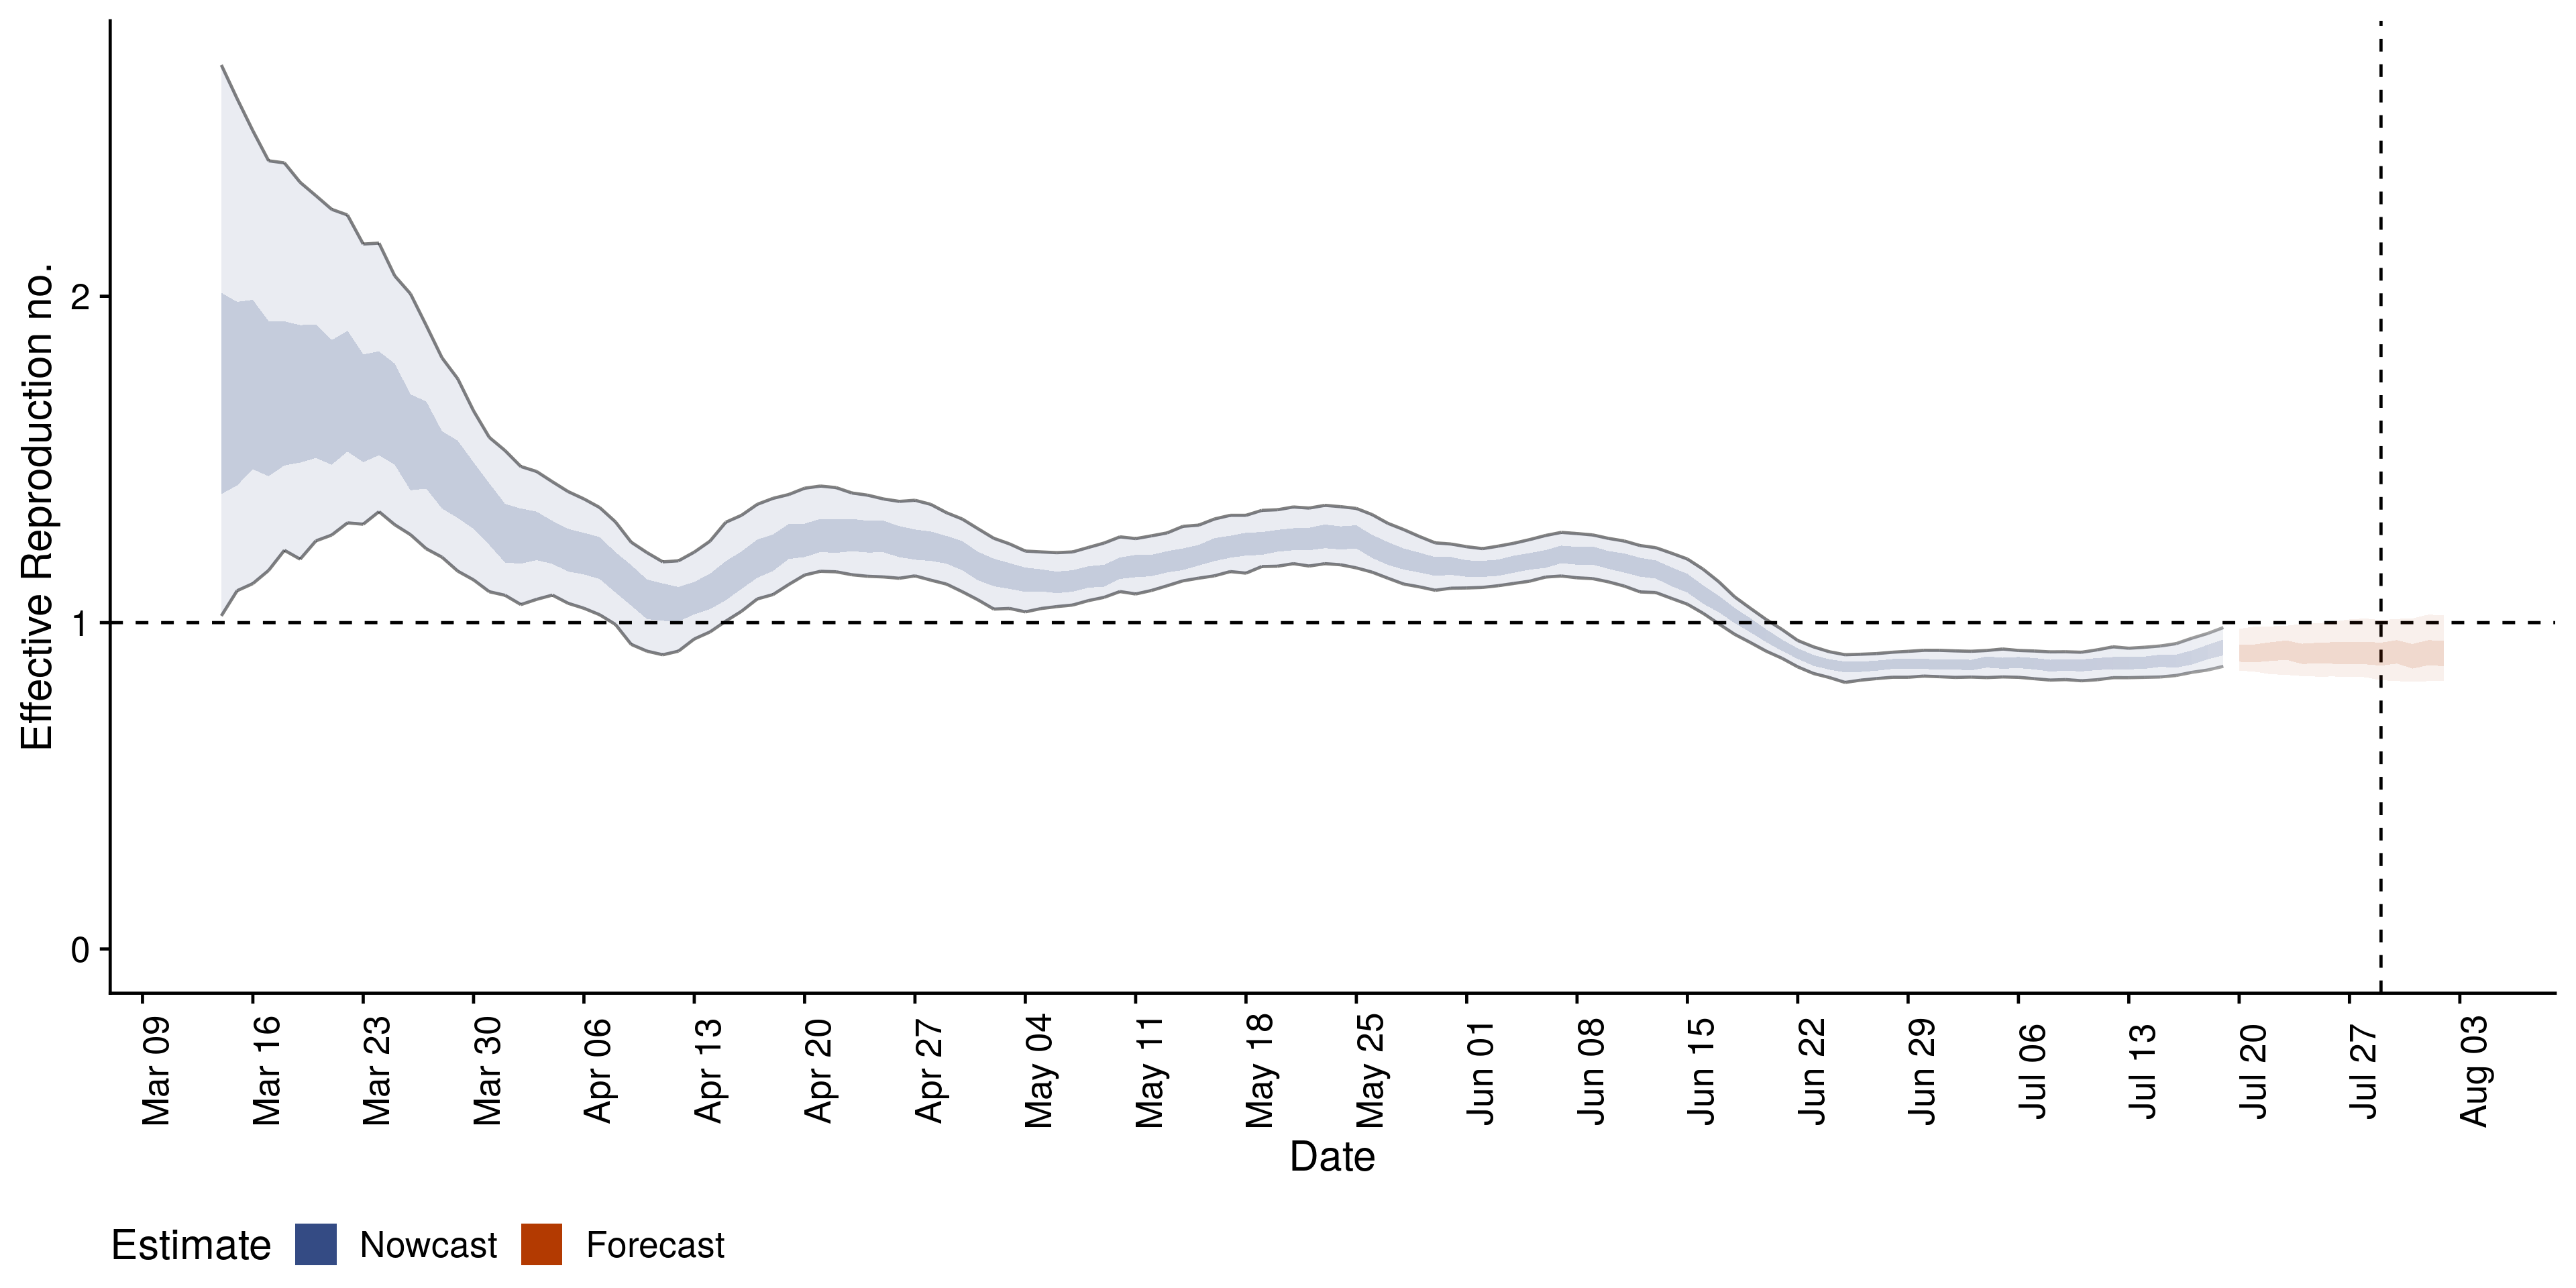 Effective Reproduction no.
2
1
0
Mar 09
Mar 16
Mar 23
Mar 30
Apr 06
Apr 13
Apr 20
Apr 27
May 04
May 11
May 18
May 25
Jun 01
Jun 08
Jun 15
Jun 22
Jun 29
Jul 06
Jul 13
Jul 20
Jul 27
Aug 03
Date
Estimate Nowcast Forecast